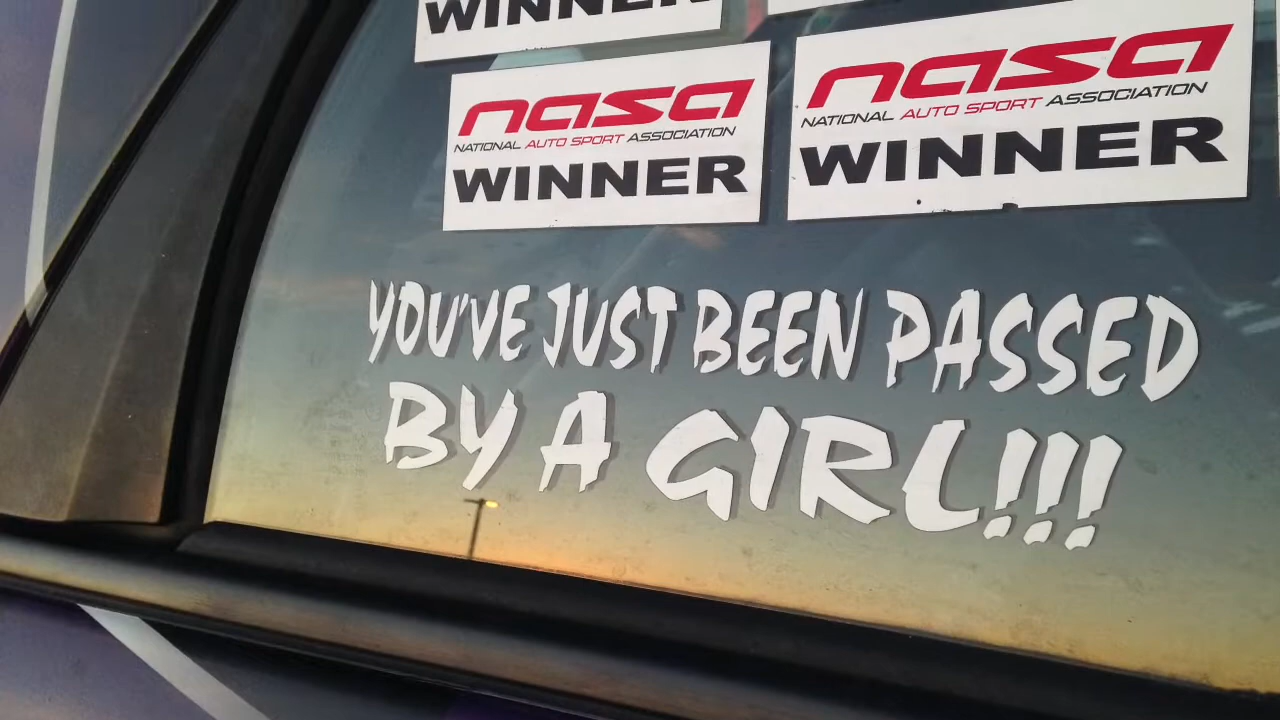 WINNER
nasa
NATIONAL AUTO SPORT ASSOCIATION
WINNER
nasa
NATIONAL AUTO SPORT ASSOCIATION
WINNER
YOU'VE JUST BEEN PASSED
BY A GIRL!!!